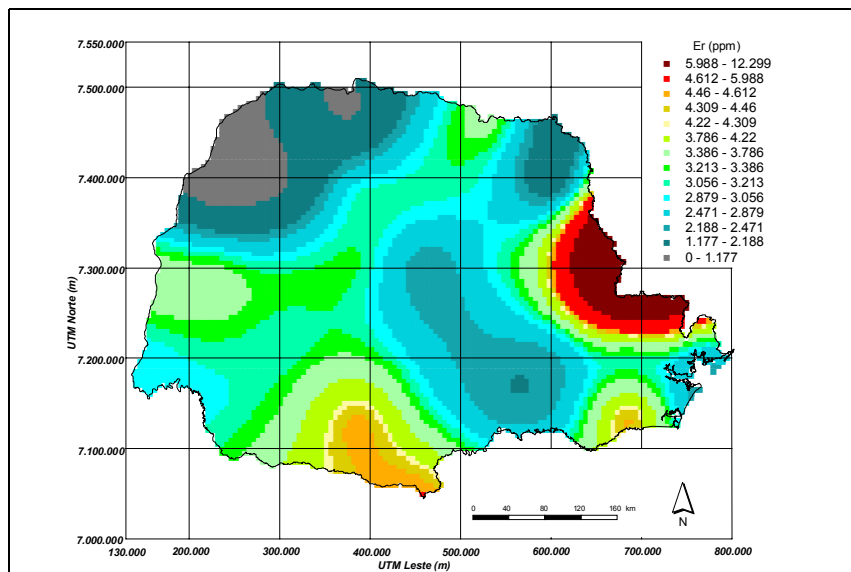 Er (ppm)
5.988 - 12.299
4.612 - 5.988
4.46 - 4.612
4.309 - 4.46
4.22 - 4.309
3.786 - 4.22
3.386 - 3.786
3.213 - 3.386
3.056 - 3.213
2.879 - 3.056
2.471 - 2.879
2.188 - 2.471
1.177 - 2.188
0 - 1.177
7.550.000
7.500.000
7.400.000
7.300.000
7.200.000
7.100.000
7.000.000
UTM Norte (m)
0 40 80 120 160 km
N
130.000 200.000 300.000 400.000 500.000 600.000 700.000 800.000
UTM Leste (m)